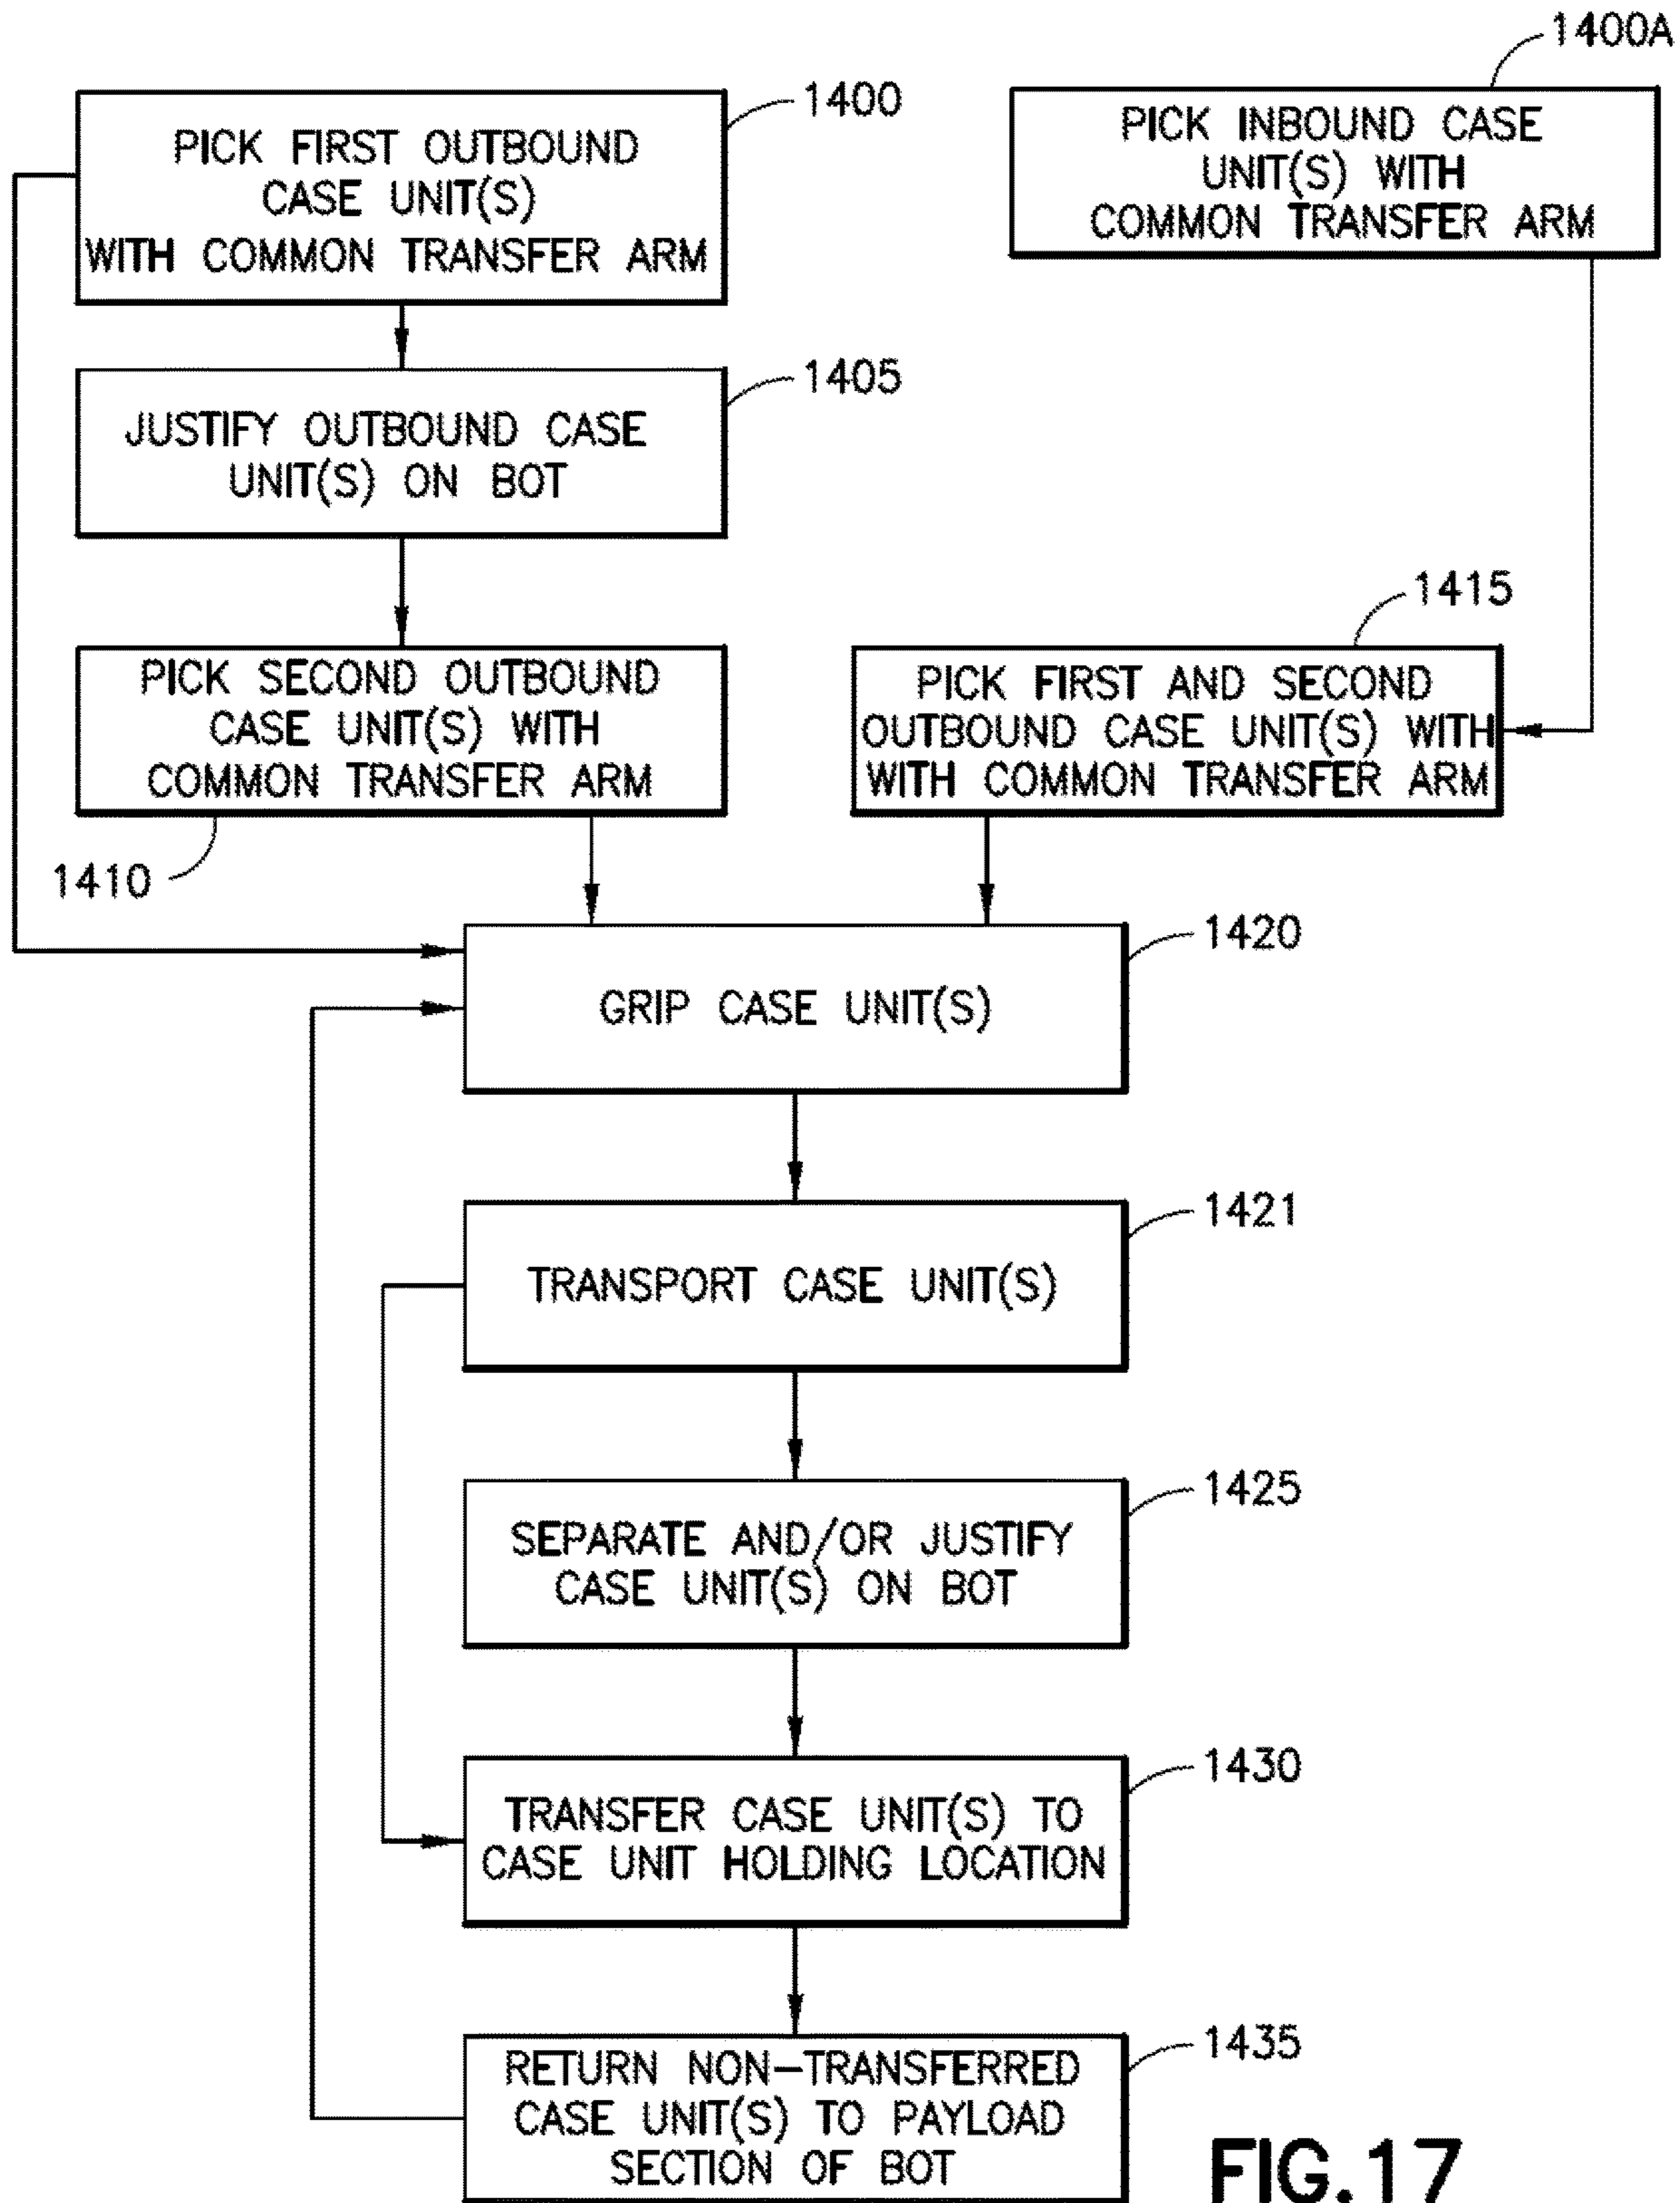 1400A
1400
PICK FIRST OUTBOUND
CASE UNIT(S)
WITH COMMON TRANSFER ARM
PICK INBOUND CASE
UNIT(S) WITH
COMMON TRANSFER ARM
1405
JUSTIFY OUTBOUND CASE
UNIT(S) ON BOT
1415
PICK SECOND OUTBOUND
CASE UNIT(S) WITH
COMMON TRANSFER ARM
PICK FIRST AND SECOND
OUTBOUND CASE UNIT(S) WITH
WITH COMMON TRANSFER ARM
1410
1420
GRIP CASE UNIT(S)
1421
TRANSPORT CASE UNIT(S)
1425
SEPARATE AND/OR JUSTIFY
CASE UNIT(S) ON BOT
1430
TRANSFER CASE UNIT(S) TO
CASE UNIT HOLDING LOCATION
1435
RETURN NON-TRANSFERRED
CASE UNIT(S) TO PAYLOAD
SECTION OF BOT
FIG.17